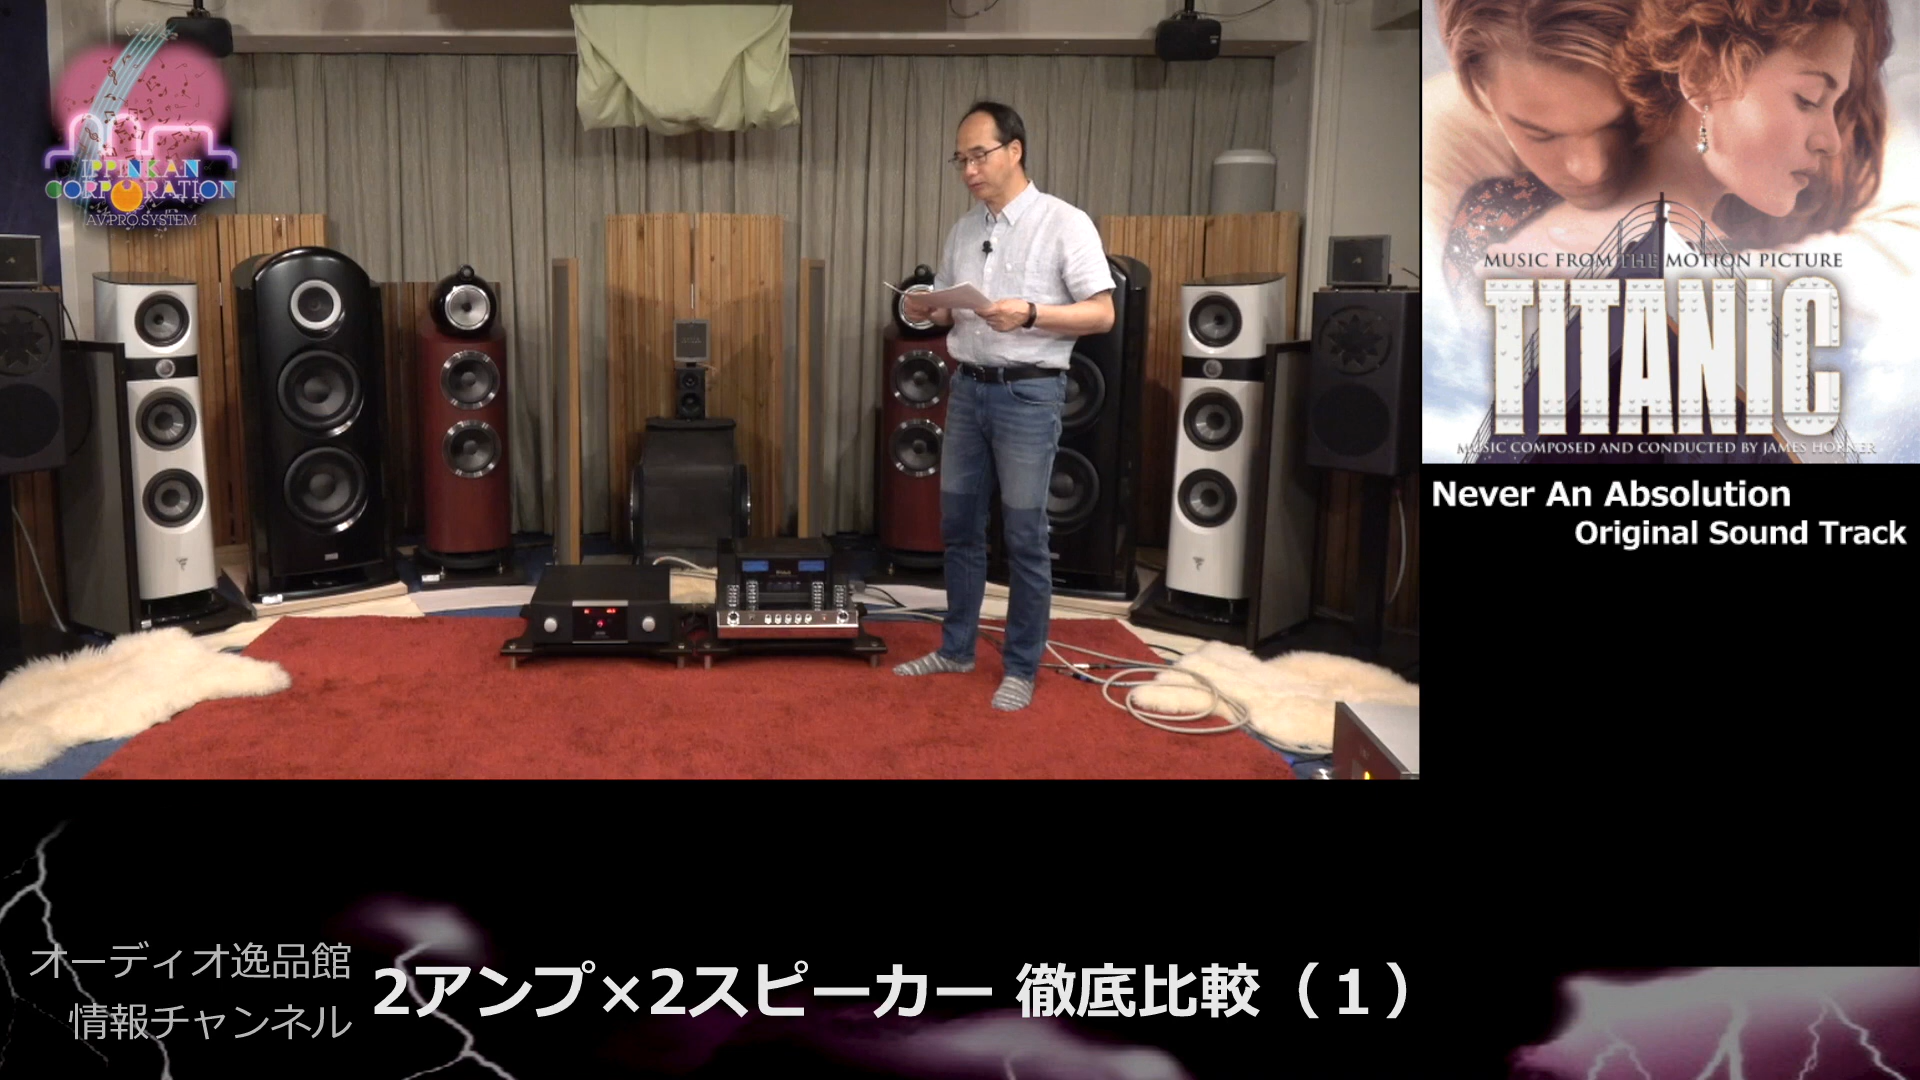 IPPINKAN
CORPORATION
AV.PRO.SYSTEM
MUSIC FROM THE MOTION PICTURE
TITANIC
MUSIC COMPOSED AND CONDUCTED BY JAMES HORNER
Never An Absolution
Original Sound Track
オーディオ逸品館
情報チャンネル
2アンプ×2スピーカー 徹底比較（１）